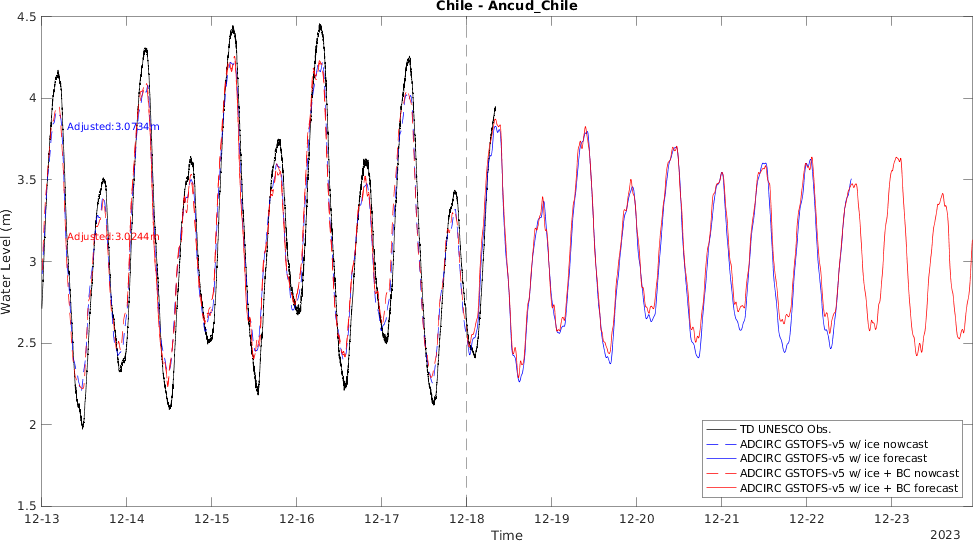 Chile - Ancud_Chile
4.5
4
3.5
3
2.5
2
1.5
Water Level (m)
Adjusted:3.0734m
Adjusted:3.0244m
TD UNESCO Obs.
ADCIRC GSTOFS-v5 w/ ice nowcast
ADCIRC GSTOFS-v5 w/ ice forecast
ADCIRC GSTOFS-v5 w/ ice + BC nowcast
ADCIRC GSTOFS-v5 w/ ice + BC forecast
12-13 12-14 12-15 12-16 12-17 12-18 12-19 12-20 12-21 12-22 12-23
Time
2023